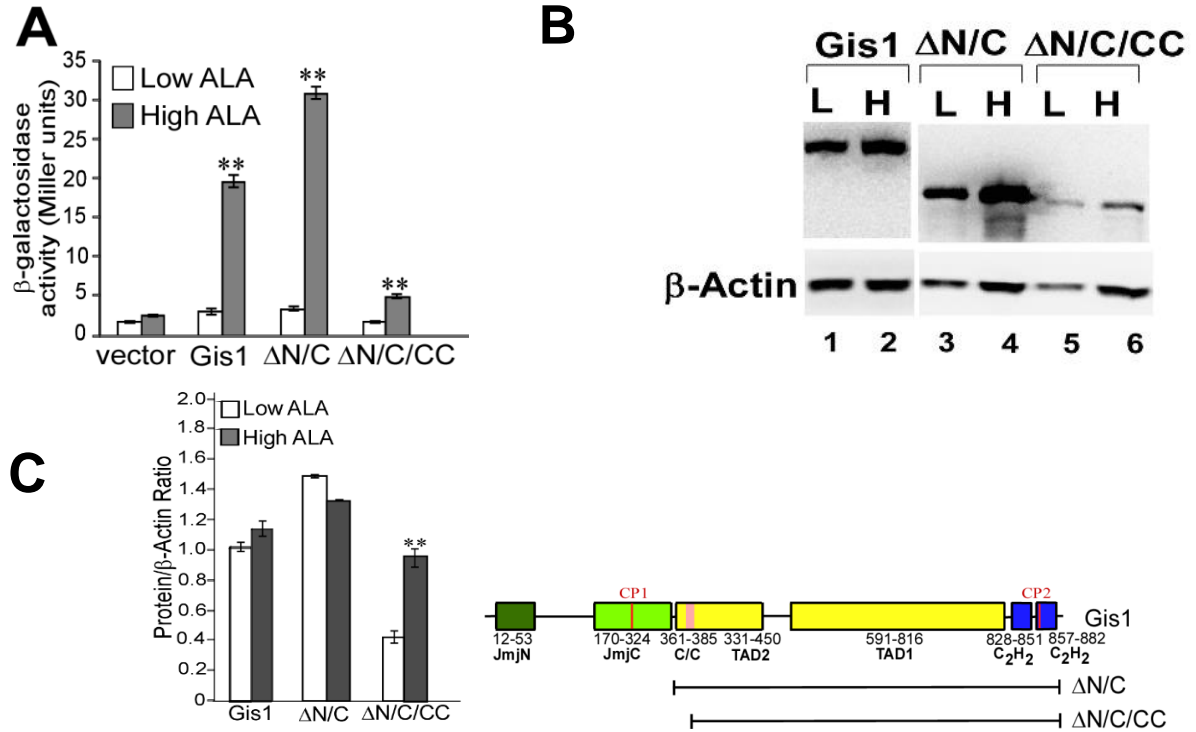 A
β-galactosidase
activity (Miller units)
35
30
25
20
15
10
5
0
Low ALA
High ALA
**
**
**
vector Gis1 ΔN/C ΔN/C/CC
B
Gis1 ΔN/C ΔN/C/CC
L H L H L H
β-Actin
1 2 3 4 5 6
C
Protein/β-Actin Ratio
2.0
1.8
1.6
1.4
1.2
1.0
0.8
0.6
0.4
0.2
0
Low ALA
High ALA
**
Gis1 ΔN/C ΔN/C/CC
CP1 CP2
Gis1
12-53 170-324 361-385 331-450 591-816 828-851 857-882
JmjN JmjC C/C TAD2 TAD1 C2H2 C2H2
ΔN/C
ΔN/C/CC